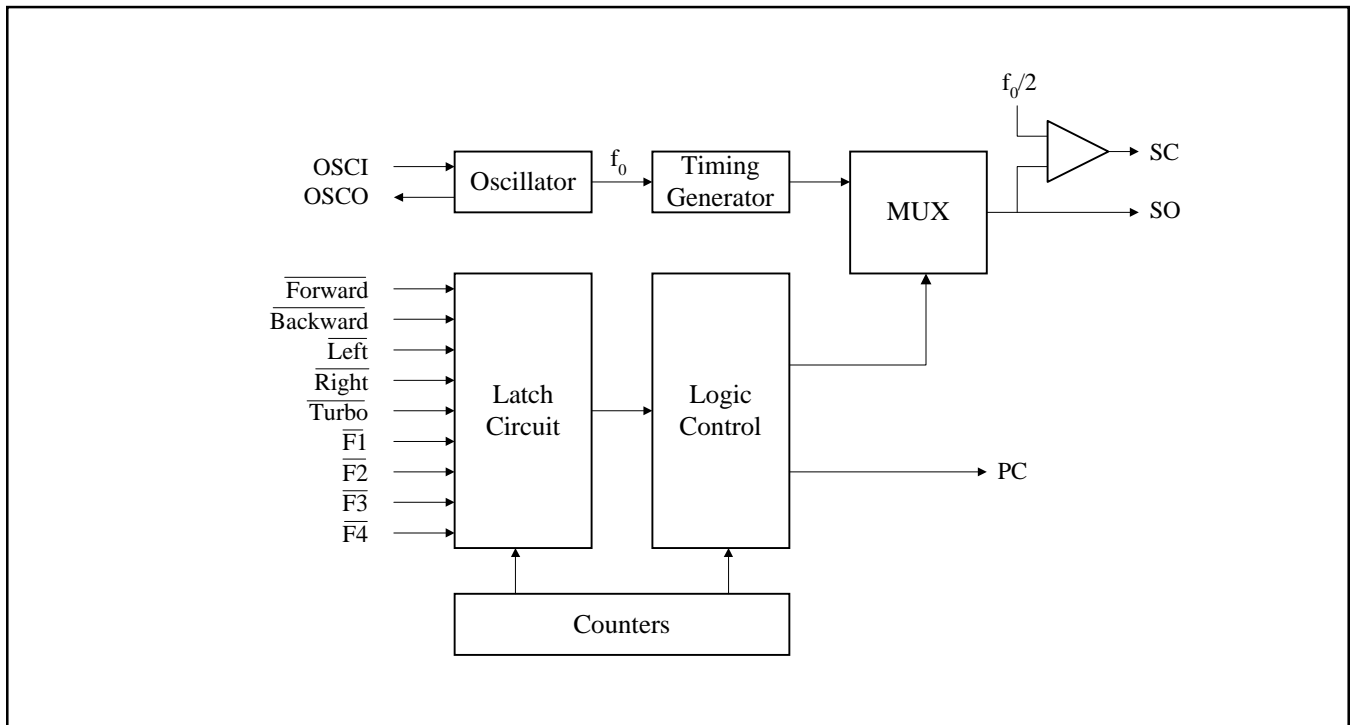 f₀/2
SC
OSCI
OSCO
Oscillator
f₀
Timing
Generator
MUX
SO
Forward
Backward
Left
Right
Turbo
F1
F2
F3
F4
Latch
Circuit
Logic
Control
PC
Counters